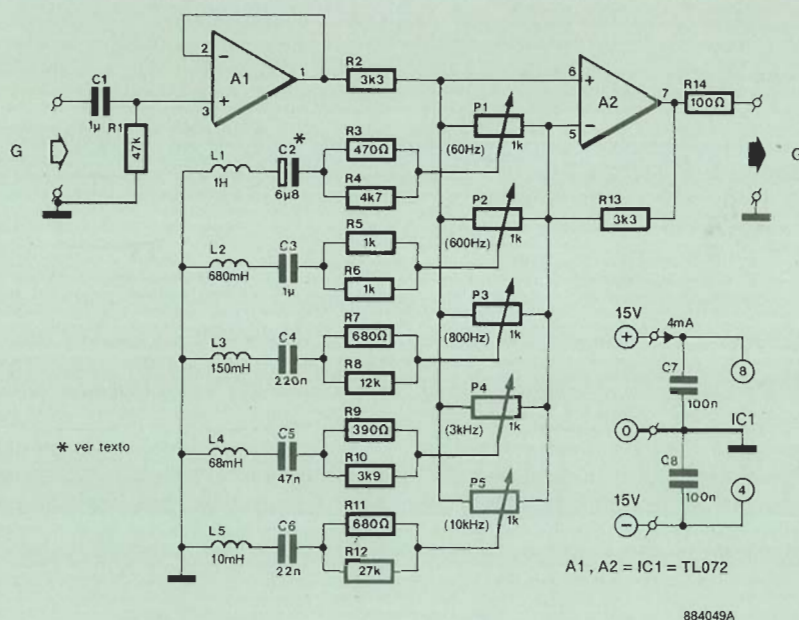 G
C1
1µ
R1
47k
2
−
3
+
A1
1
R2
3k3
6
+
5
−
A2
7
R14
100Ω
G
L1
1H
C2
*
6µ8
R3
470Ω
R4
4k7
P1
1k
(60Hz)
R13
3k3
L2
680mH
C3
1µ
R5
1k
R6
1k
P2
1k
(600Hz)
L3
150mH
C4
220n
R7
680Ω
R8
12k
P3
1k
(800Hz)
L4
68mH
C5
47n
R9
390Ω
R10
3k9
P4
1k
(3kHz)
L5
10mH
C6
22n
R11
680Ω
R12
27k
P5
1k
(10kHz)
* ver texto
15V
+
4mA
8
C7
100n
0
IC1
C8
100n
15V
−
4
A1, A2 = IC1 = TL072
884049A